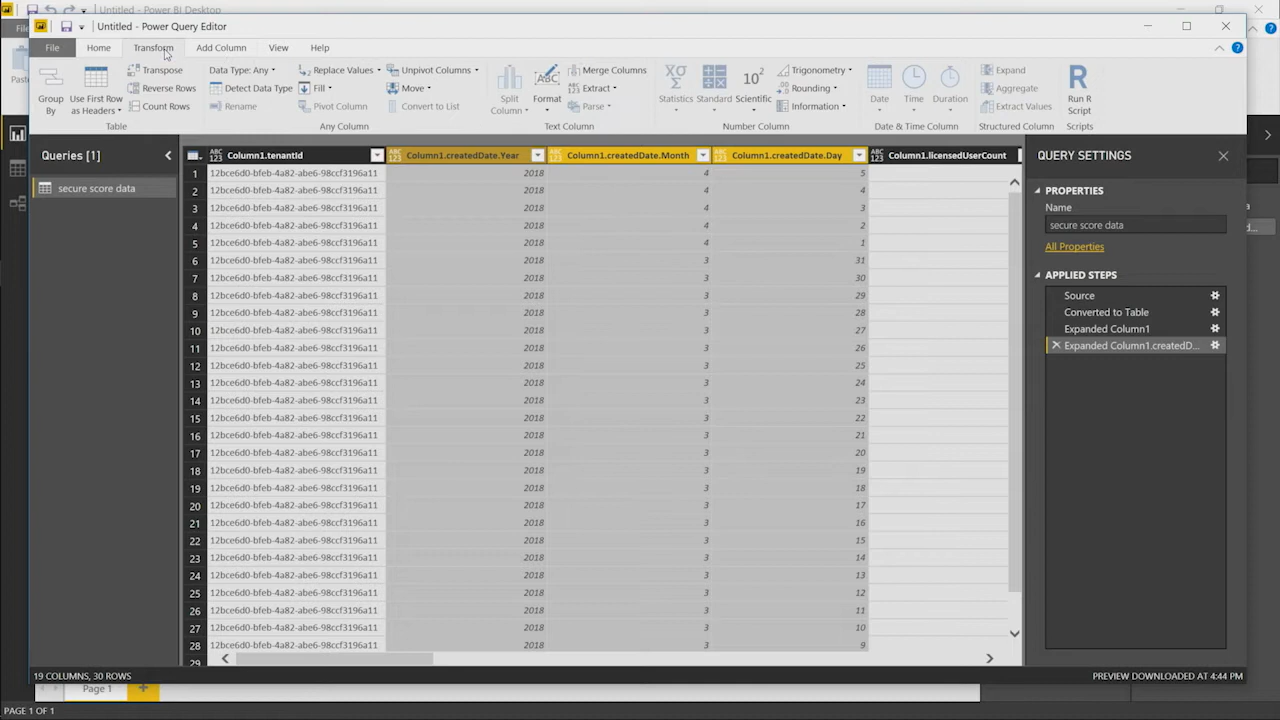 Untitled - Power BI Desktop
Untitled - Power Query Editor
File
File Home Transform Add Column View Help
Paste
Group By
Use First Row as Headers
Transpose
Reverse Rows
Count Rows
Table
Data Type: Any
Detect Data Type
Rename
Replace Values
Fill
Pivot Column
Unpivot Columns
Move
Convert to List
Any Column
Split Column
ABC
Format
Merge Columns
ABC 123 Extract
Parse
Text Column
Statistics
Standard
10²
Scientific
Trigonometry
Rounding
Information
Number Column
Date
Time
Duration
Date & Time Column
Expand
Aggregate
Extract Values
Structured Column
R
Run R Script
Scripts
Queries [1]
secure score data
ABC 123 Column1.tenantId ABC 123 Column1.createdDate.Year ABC 123 Column1.createdDate.Month ABC 123 Column1.createdDate.Day ABC 123 Column1.licensedUserCount
1 12bce6d0-bfeb-4a82-abe6-98ccf3196a11 2018 4 5
2 12bce6d0-bfeb-4a82-abe6-98ccf3196a11 2018 4 4
3 12bce6d0-bfeb-4a82-abe6-98ccf3196a11 2018 4 3
4 12bce6d0-bfeb-4a82-abe6-98ccf3196a11 2018 4 2
5 12bce6d0-bfeb-4a82-abe6-98ccf3196a11 2018 4 1
6 12bce6d0-bfeb-4a82-abe6-98ccf3196a11 2018 3 31
7 12bce6d0-bfeb-4a82-abe6-98ccf3196a11 2018 3 30
8 12bce6d0-bfeb-4a82-abe6-98ccf3196a11 2018 3 29
9 12bce6d0-bfeb-4a82-abe6-98ccf3196a11 2018 3 28
10 12bce6d0-bfeb-4a82-abe6-98ccf3196a11 2018 3 27
11 12bce6d0-bfeb-4a82-abe6-98ccf3196a11 2018 3 26
12 12bce6d0-bfeb-4a82-abe6-98ccf3196a11 2018 3 25
13 12bce6d0-bfeb-4a82-abe6-98ccf3196a11 2018 3 24
14 12bce6d0-bfeb-4a82-abe6-98ccf3196a11 2018 3 23
15 12bce6d0-bfeb-4a82-abe6-98ccf3196a11 2018 3 22
16 12bce6d0-bfeb-4a82-abe6-98ccf3196a11 2018 3 21
17 12bce6d0-bfeb-4a82-abe6-98ccf3196a11 2018 3 20
18 12bce6d0-bfeb-4a82-abe6-98ccf3196a11 2018 3 19
19 12bce6d0-bfeb-4a82-abe6-98ccf3196a11 2018 3 18
20 12bce6d0-bfeb-4a82-abe6-98ccf3196a11 2018 3 17
21 12bce6d0-bfeb-4a82-abe6-98ccf3196a11 2018 3 16
22 12bce6d0-bfeb-4a82-abe6-98ccf3196a11 2018 3 15
23 12bce6d0-bfeb-4a82-abe6-98ccf3196a11 2018 3 14
24 12bce6d0-bfeb-4a82-abe6-98ccf3196a11 2018 3 13
25 12bce6d0-bfeb-4a82-abe6-98ccf3196a11 2018 3 12
26 12bce6d0-bfeb-4a82-abe6-98ccf3196a11 2018 3 11
27 12bce6d0-bfeb-4a82-abe6-98ccf3196a11 2018 3 10
28 12bce6d0-bfeb-4a82-abe6-98ccf3196a11 2018 3 9
29
QUERY SETTINGS
PROPERTIES
Name
secure score data
All Properties
APPLIED STEPS
Source
Converted to Table
Expanded Column1
Expanded Column1.createdD...
19 COLUMNS, 30 ROWS
PREVIEW DOWNLOADED AT 4:44 PM
Page 1
PAGE 1 OF 1